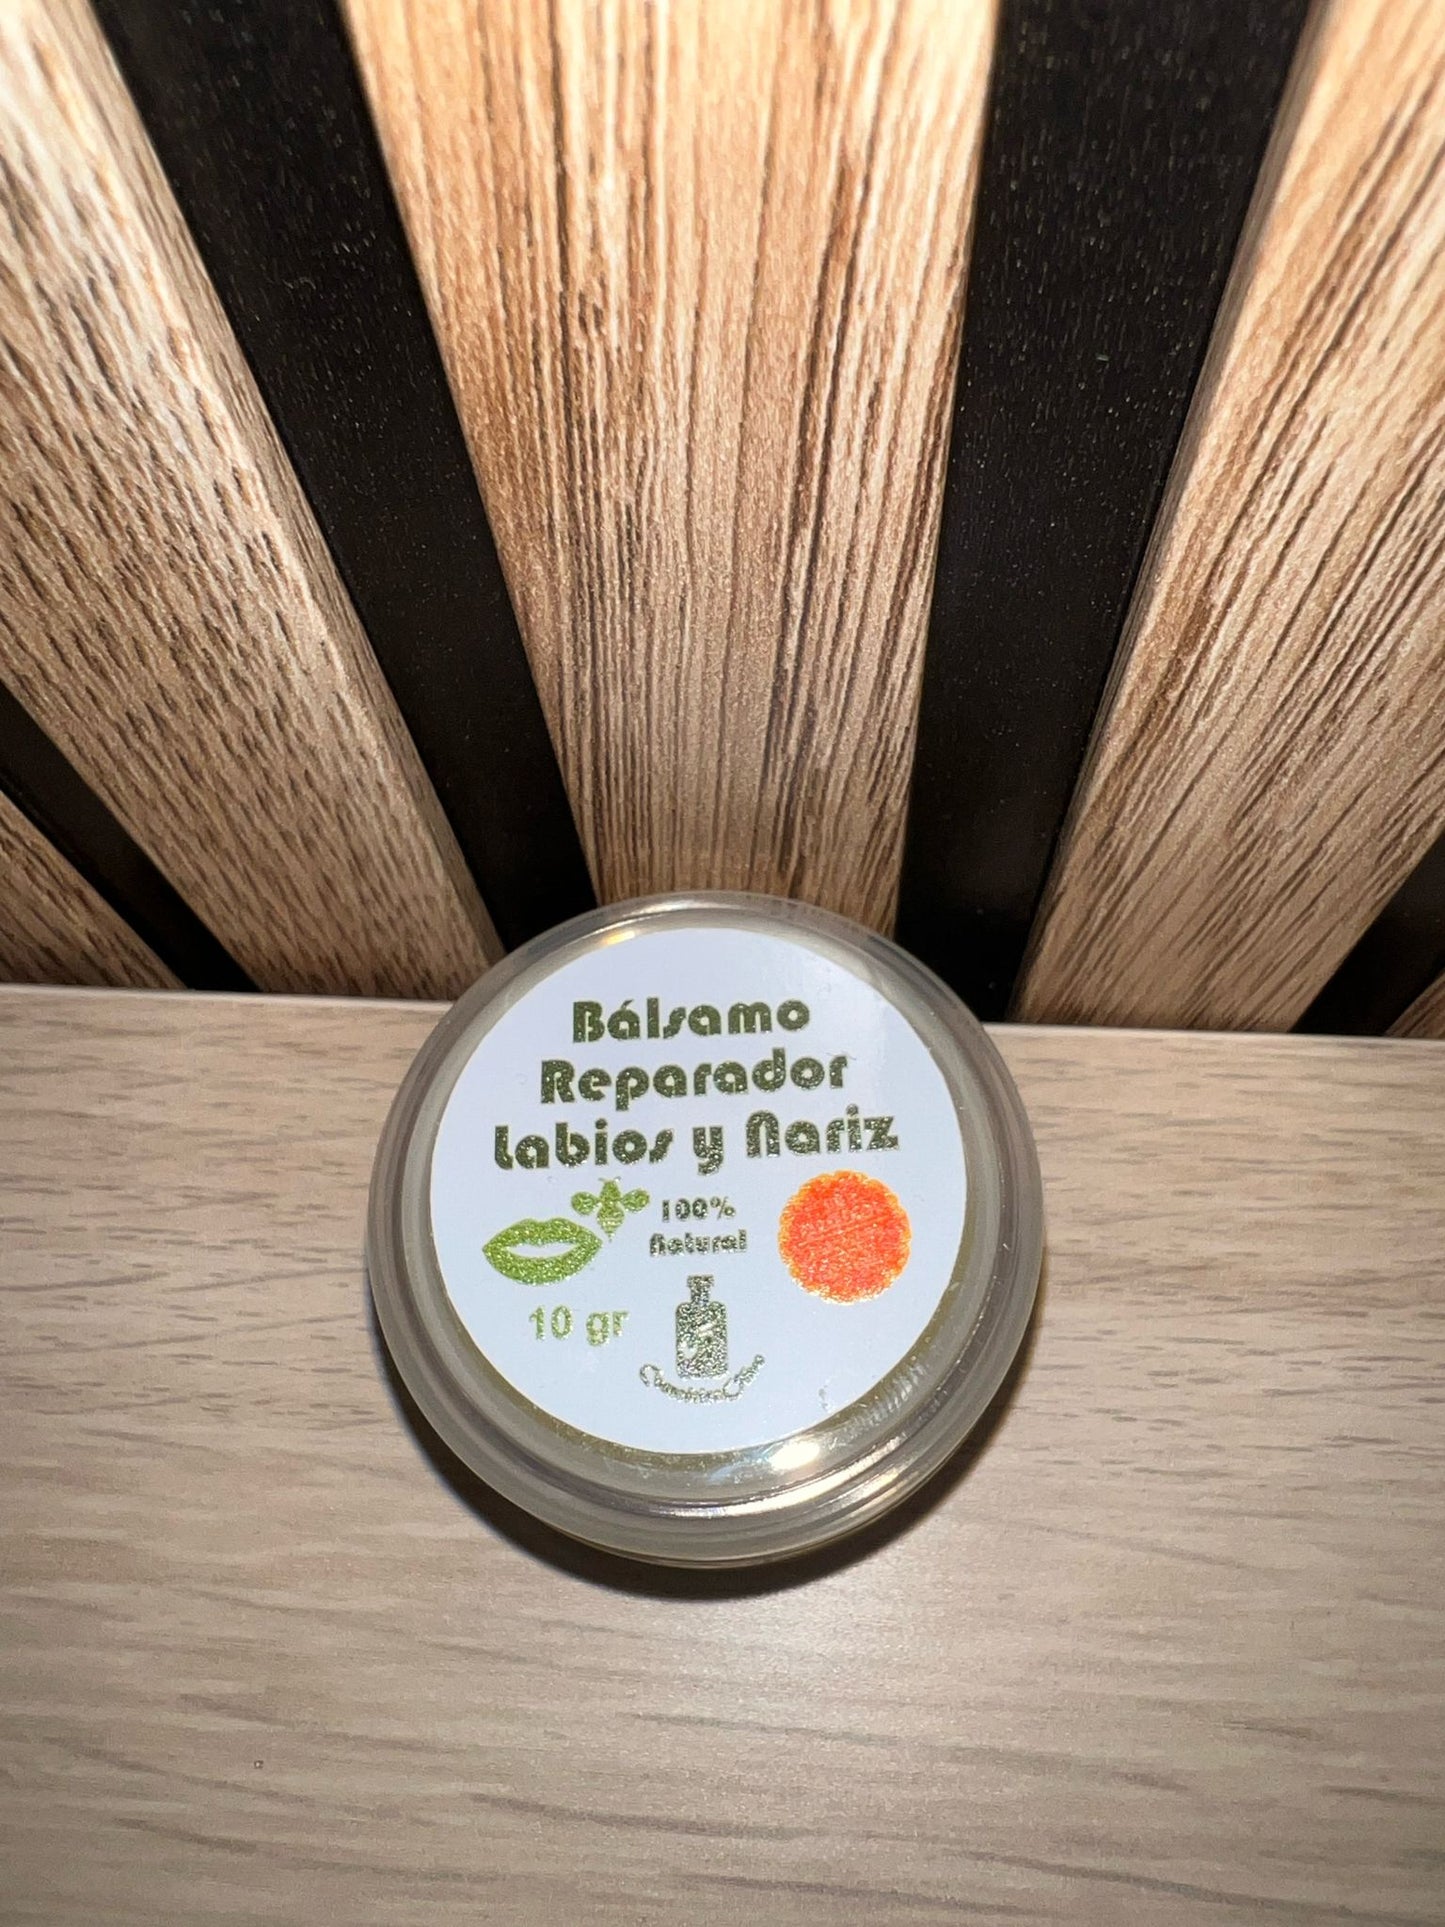 Bálsamo
Reparador
Labios y Nariz
100%
Natural
10 gr